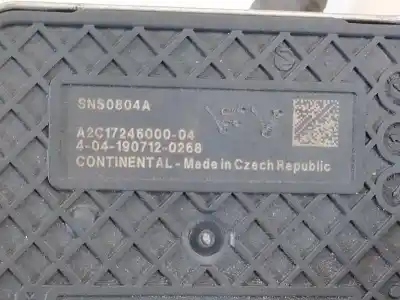 SNS0804A
A2C17246000-04
4-04-190712-0268
CONTINENTAL - Made in Czech Republic